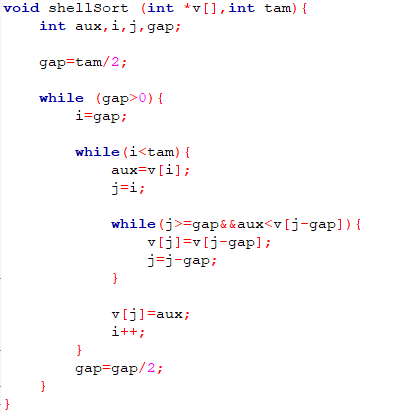 void shellSort (int *v[],int tam){
    int aux,i,j,gap;
    gap=tam/2;
    while (gap>0){
        i=gap;
        while(i<tam){
            aux=v[i];
            j=i;
            while(j>=gap&&aux<v[j-gap]){
                v[j]=v[j-gap];
                j=j-gap;
            }
            v[j]=aux;
            i++;
        }
        gap=gap/2;
    }
}